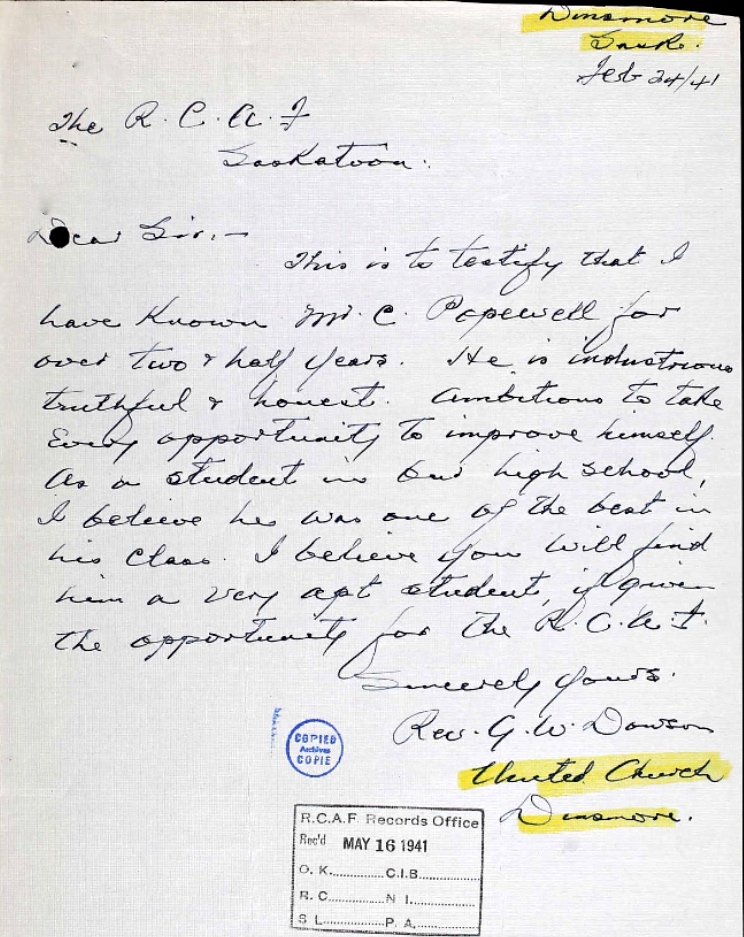 Dinsmore
Sask.
Feb 24/41
The R. C. A. F
Saskatoon.
Dear Sir,—
This is to testify that I
have known Mr. C. Popewell for
over two & half years. He is industrious
truthful & honest. Ambitious to take
every opportunity to improve himself.
As a student in our high school,
I believe he was one of the best in
his class. I believe you will find
him a very apt student, if given
the opportunity for the R. C. A. F.
Sincerely yours.
Rev. G. W. Dawson
United Church
Dinsmore.
COPIED
Archives
COPIE
R.C.A.F. Records Office
Rec'd MAY 16 1941
O. K. C.I.B.
R. C. N I.
S L. P. A.